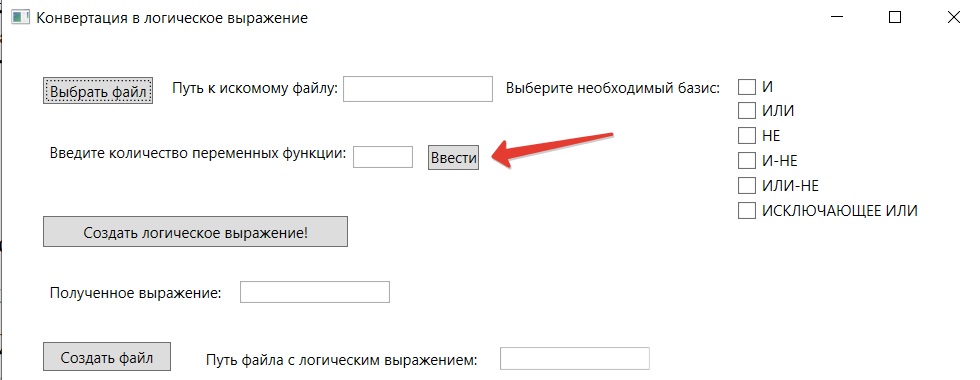 Конвертация в логическое выражение
Выбрать файл
Путь к искомому файлу:
Выберите необходимый базис:
И
ИЛИ
НЕ
И-НЕ
ИЛИ-НЕ
ИСКЛЮЧАЮЩЕЕ ИЛИ
Введите количество переменных функции:
Ввести
Создать логическое выражение!
Полученное выражение:
Создать файл
Путь файла с логическим выражением: